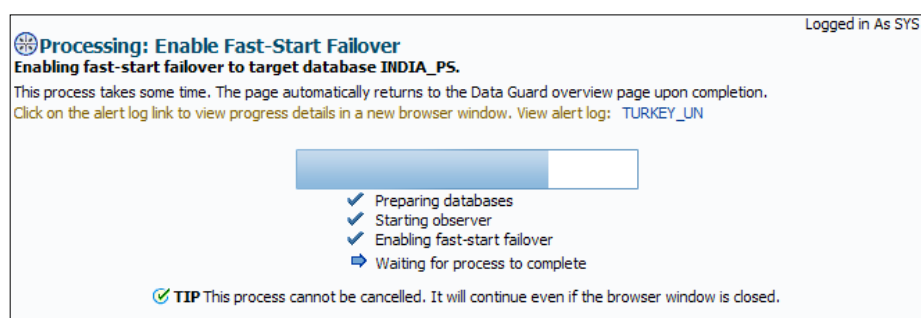 Logged in As SYS
Processing: Enable Fast-Start Failover
Enabling fast-start failover to target database INDIA_PS.
This process takes some time. The page automatically returns to the Data Guard overview page upon completion.
Click on the alert log link to view progress details in a new browser window. View alert log: TURKEY_UN
Preparing databases
Starting observer
Enabling fast-start failover
Waiting for process to complete
TIP This process cannot be cancelled. It will continue even if the browser window is closed.